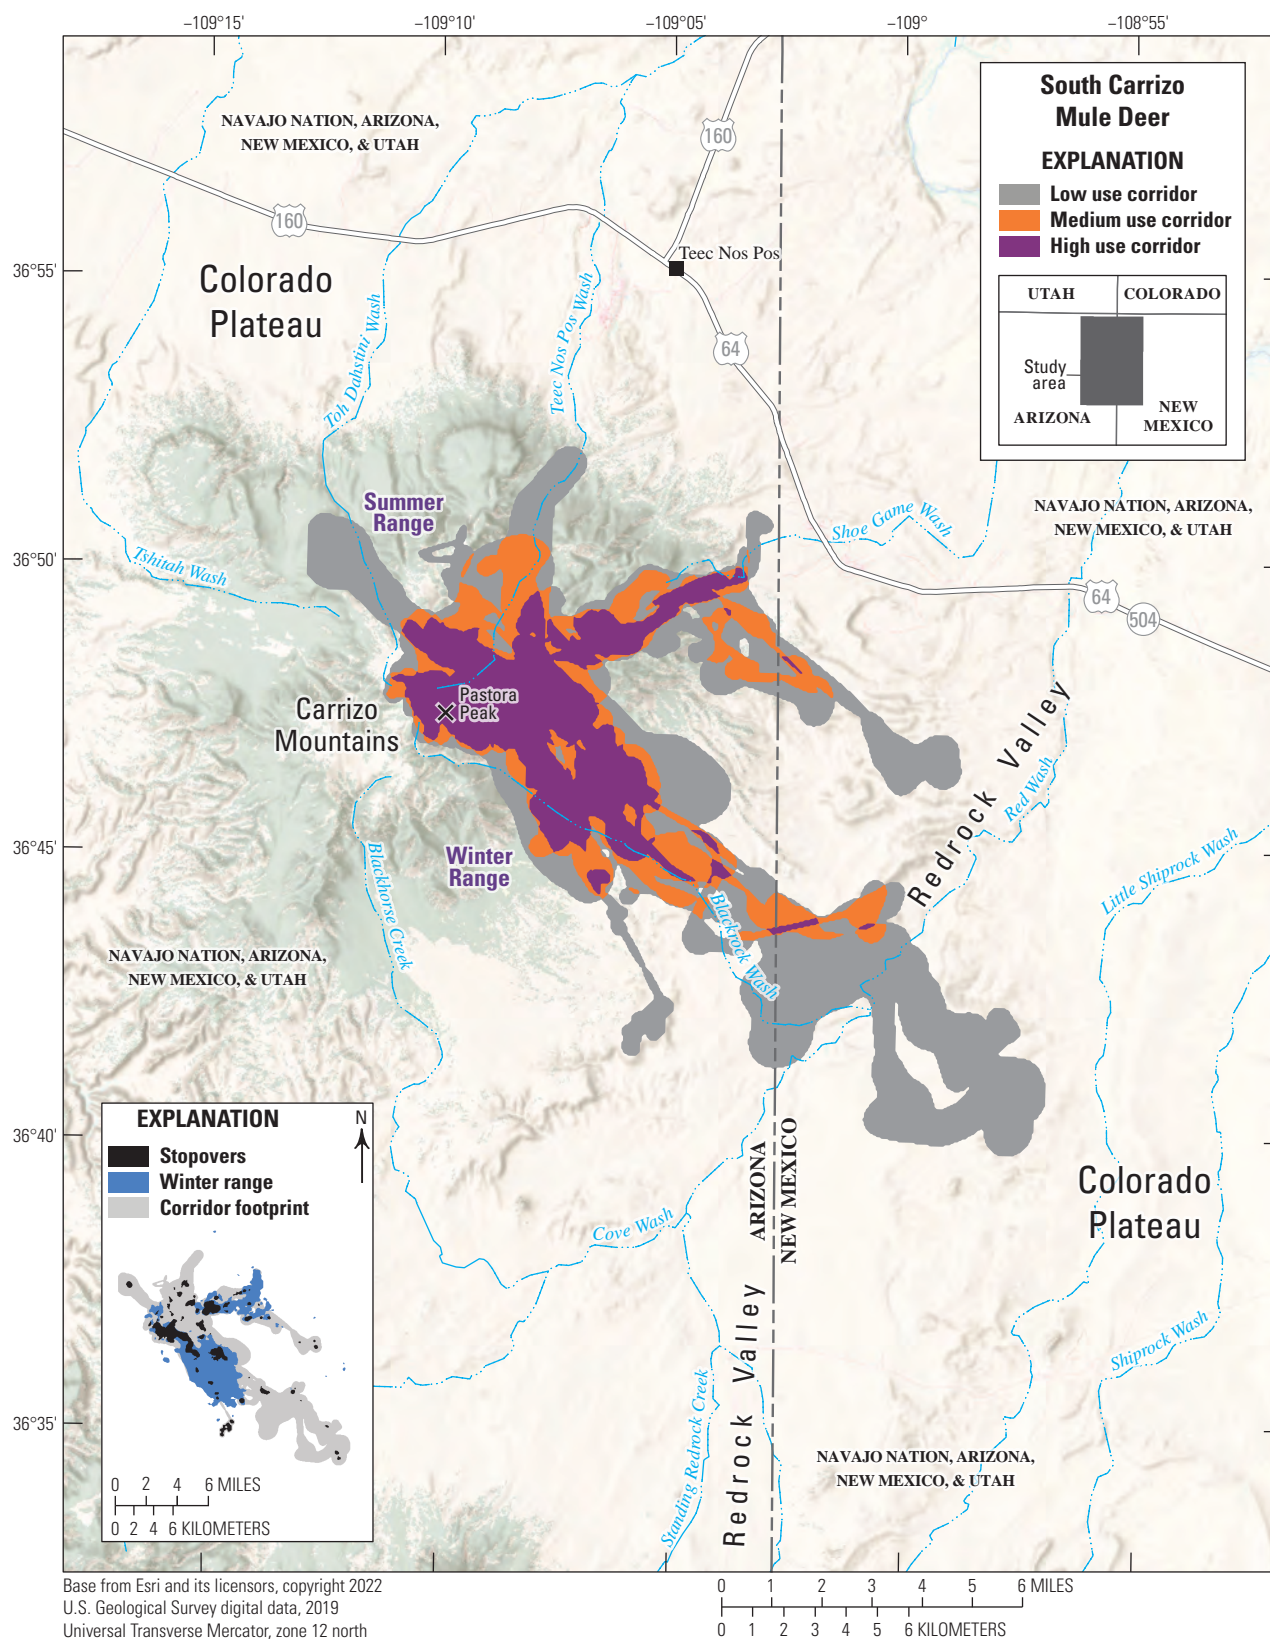 −109°15'
−109°10'
−109°05'
−109°
−108°55'
South Carrizo
Mule Deer
EXPLANATION
Low use corridor
Medium use corridor
High use corridor
UTAH
COLORADO
Study
area
ARIZONA
NEW
MEXICO
NAVAJO NATION, ARIZONA,
NEW MEXICO, & UTAH
160
160
Teec Nos Pos
36°55'
Colorado
Plateau
Toh Dahstini Wash
Teec Nos Pos Wash
64
Summer
Range
Shoe Game Wash
NAVAJO NATION, ARIZONA,
NEW MEXICO, & UTAH
36°50'
Tshitah Wash
64
504
Pastora
Peak
Carrizo
Mountains
Redrock Valley
Red Wash
36°45'
Winter
Range
Blackhorse Creek
Blackrock Wash
Little Shiprock Wash
NAVAJO NATION, ARIZONA,
NEW MEXICO, & UTAH
36°40'
EXPLANATION
N
Stopovers
Winter range
Corridor footprint
0 2 4 6 MILES
0 2 4 6 KILOMETERS
ARIZONA
NEW MEXICO
Colorado
Plateau
Cove Wash
Redrock Valley
Standing Redrock Creek
Shiprock Wash
36°35'
NAVAJO NATION, ARIZONA,
NEW MEXICO, & UTAH
Base from Esri and its licensors, copyright 2022
U.S. Geological Survey digital data, 2019
Universal Transverse Mercator, zone 12 north
0 1 2 3 4 5 6 MILES
0 1 2 3 4 5 6 KILOMETERS